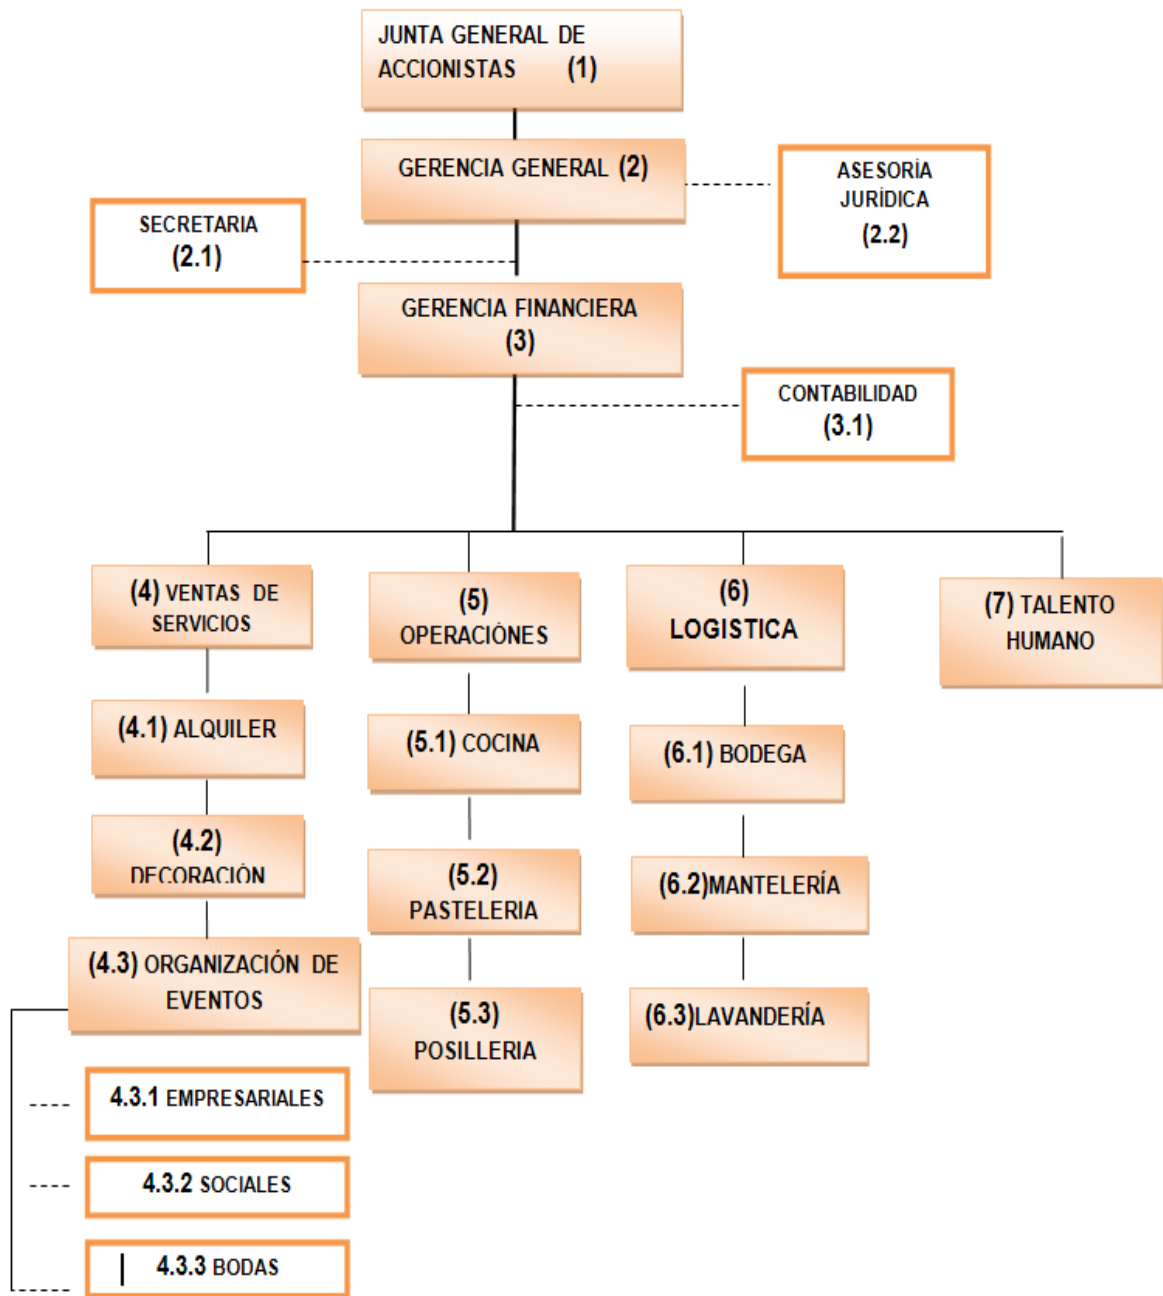 JUNTA GENERAL DE
ACCIONISTAS (1)
GERENCIA GENERAL (2)
ASESORÍA
JURÍDICA
(2.2)
SECRETARIA
(2.1)
GERENCIA FINANCIERA
(3)
CONTABILIDAD
(3.1)
(4) VENTAS DE
SERVICIOS
(5)
OPERACIÓNES
(6)
LOGISTICA
(7) TALENTO
HUMANO
(4.1) ALQUILER
(5.1) COCINA
(6.1) BODEGA
(4.2)
DECORACIÓN
(5.2)
PASTELERIA
(6.2)MANTELERÍA
(4.3) ORGANIZACIÓN DE
EVENTOS
(5.3)
POSILLERIA
(6.3)LAVANDERÍA
4.3.1 EMPRESARIALES
4.3.2 SOCIALES
4.3.3 BODAS